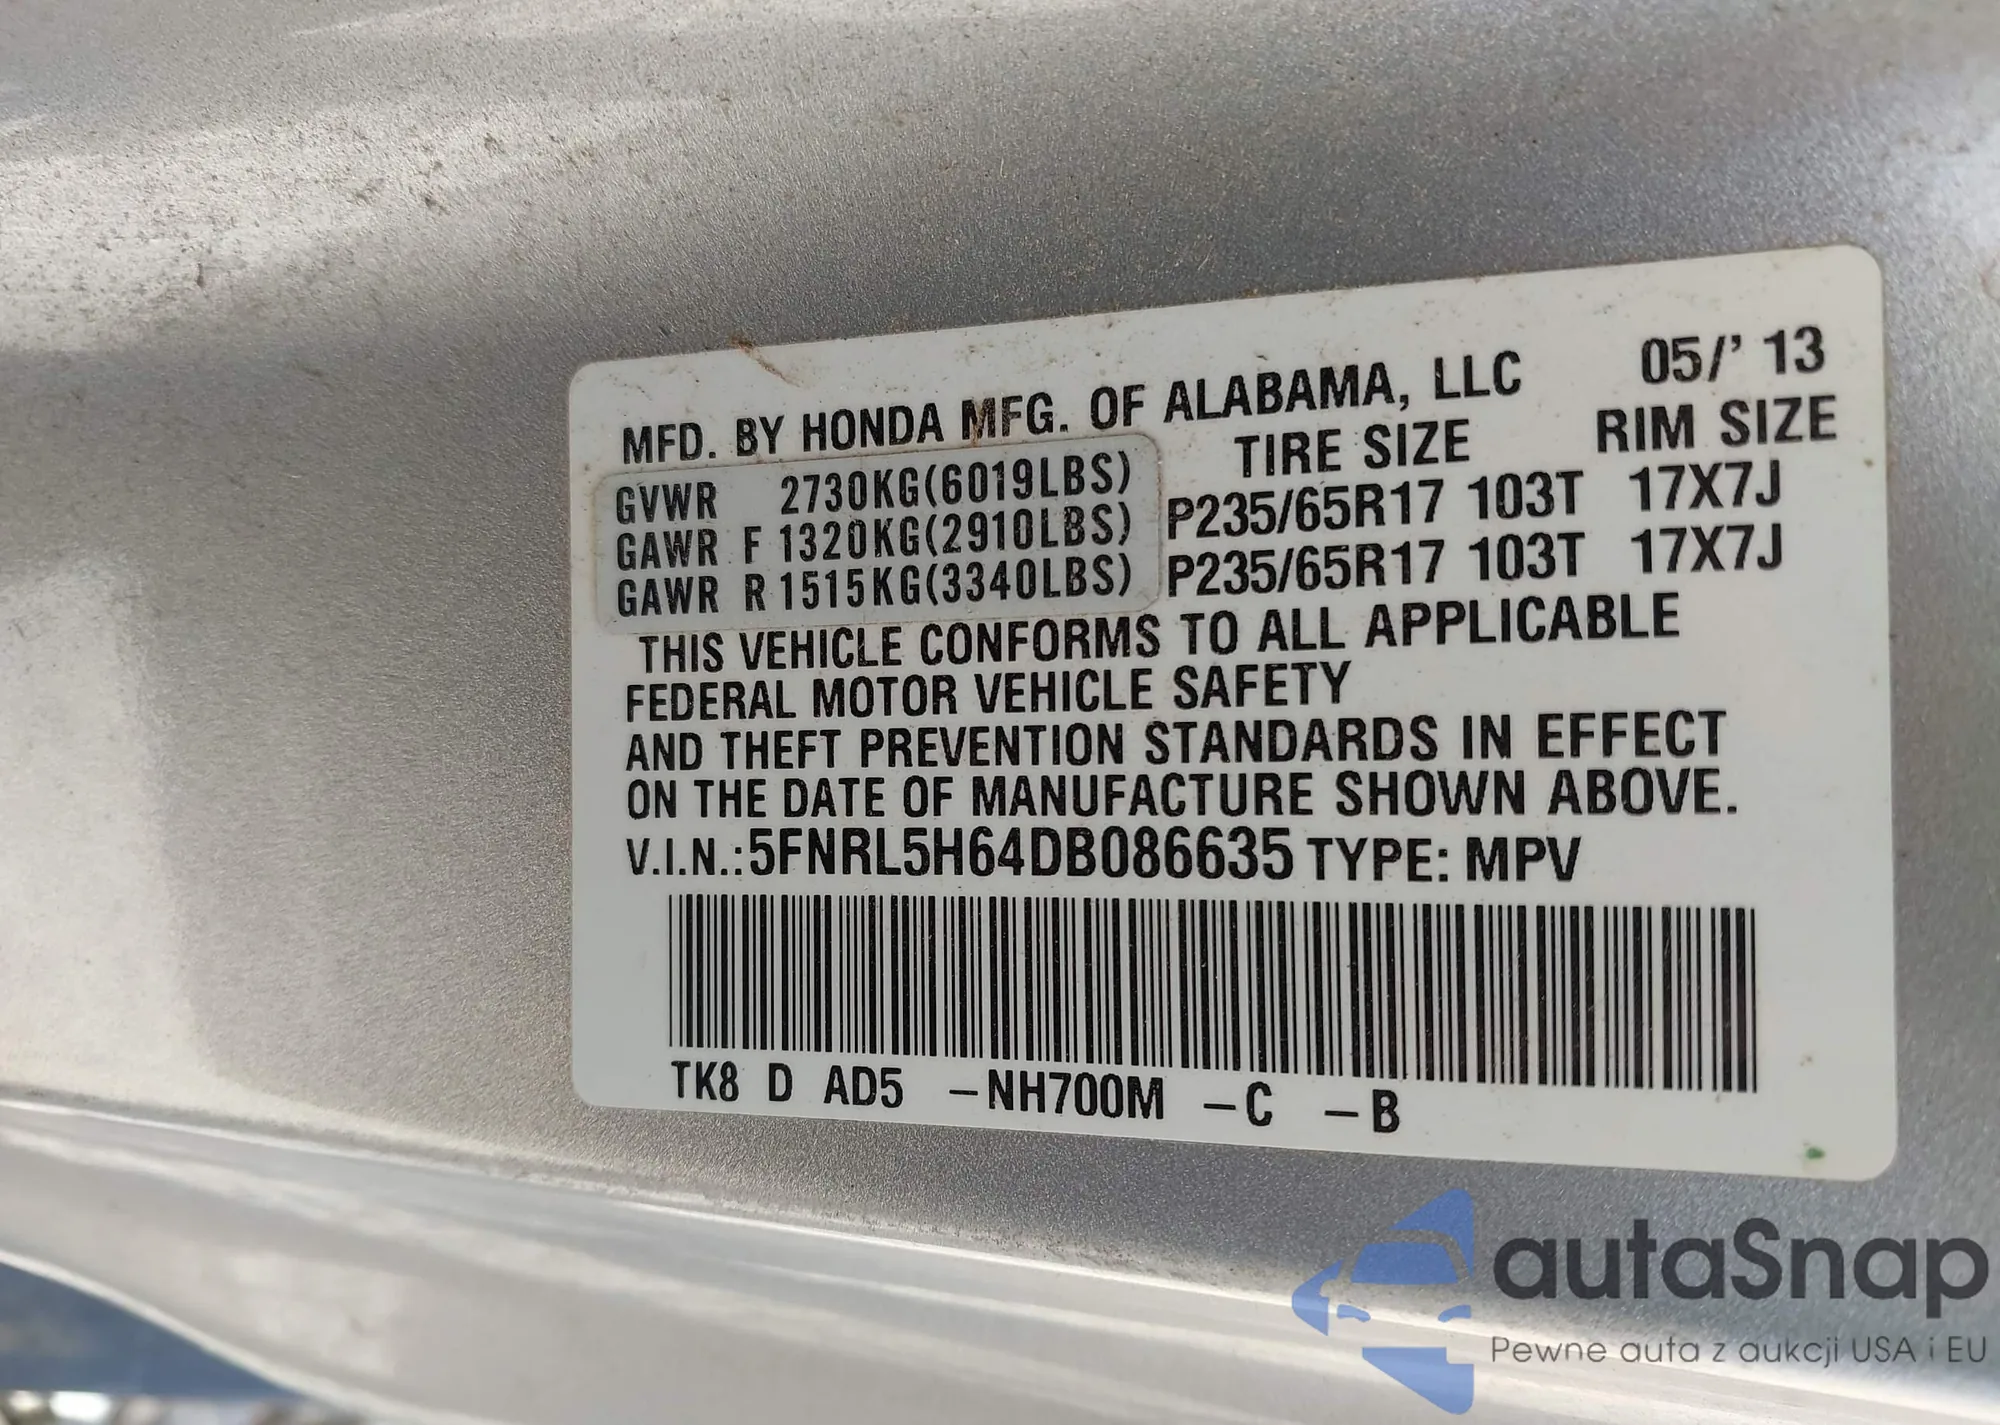 MFD. BY HONDA MFG. OF ALABAMA, LLC 05/' 13
TIRE SIZE RIM SIZE
GVWR 2730KG(6019LBS)
GAWR F 1320KG(2910LBS) P235/65R17 103T 17X7J
GAWR R 1515KG(3340LBS) P235/65R17 103T 17X7J
THIS VEHICLE CONFORMS TO ALL APPLICABLE
FEDERAL MOTOR VEHICLE SAFETY
AND THEFT PREVENTION STANDARDS IN EFFECT
ON THE DATE OF MANUFACTURE SHOWN ABOVE.
V.I.N.: 5FNRL5H64DB086635 TYPE: MPV
TK8 D AD5 –NH700M –C –B
autaSnap
Pewne auta z aukcji USA i EU